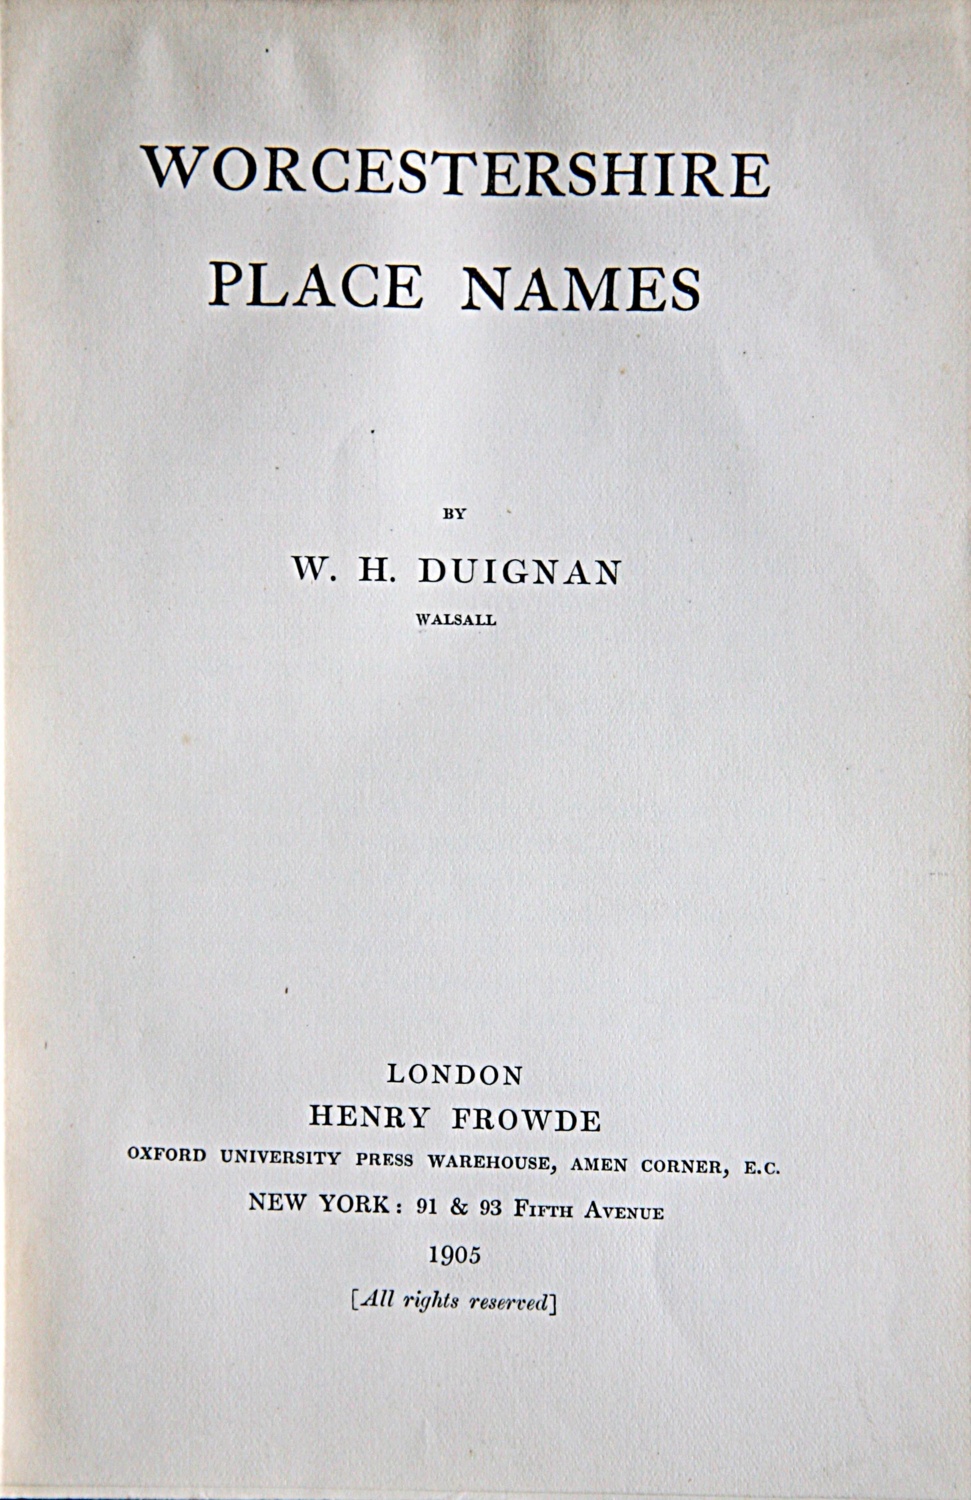 WORCESTERSHIRE
PLACE NAMES
BY
W. H. DUIGNAN
WALSALL
LONDON
HENRY FROWDE
OXFORD UNIVERSITY PRESS WAREHOUSE, AMEN CORNER, E.C.
NEW YORK: 91 & 93 FIFTH AVENUE
1905
[All rights reserved]